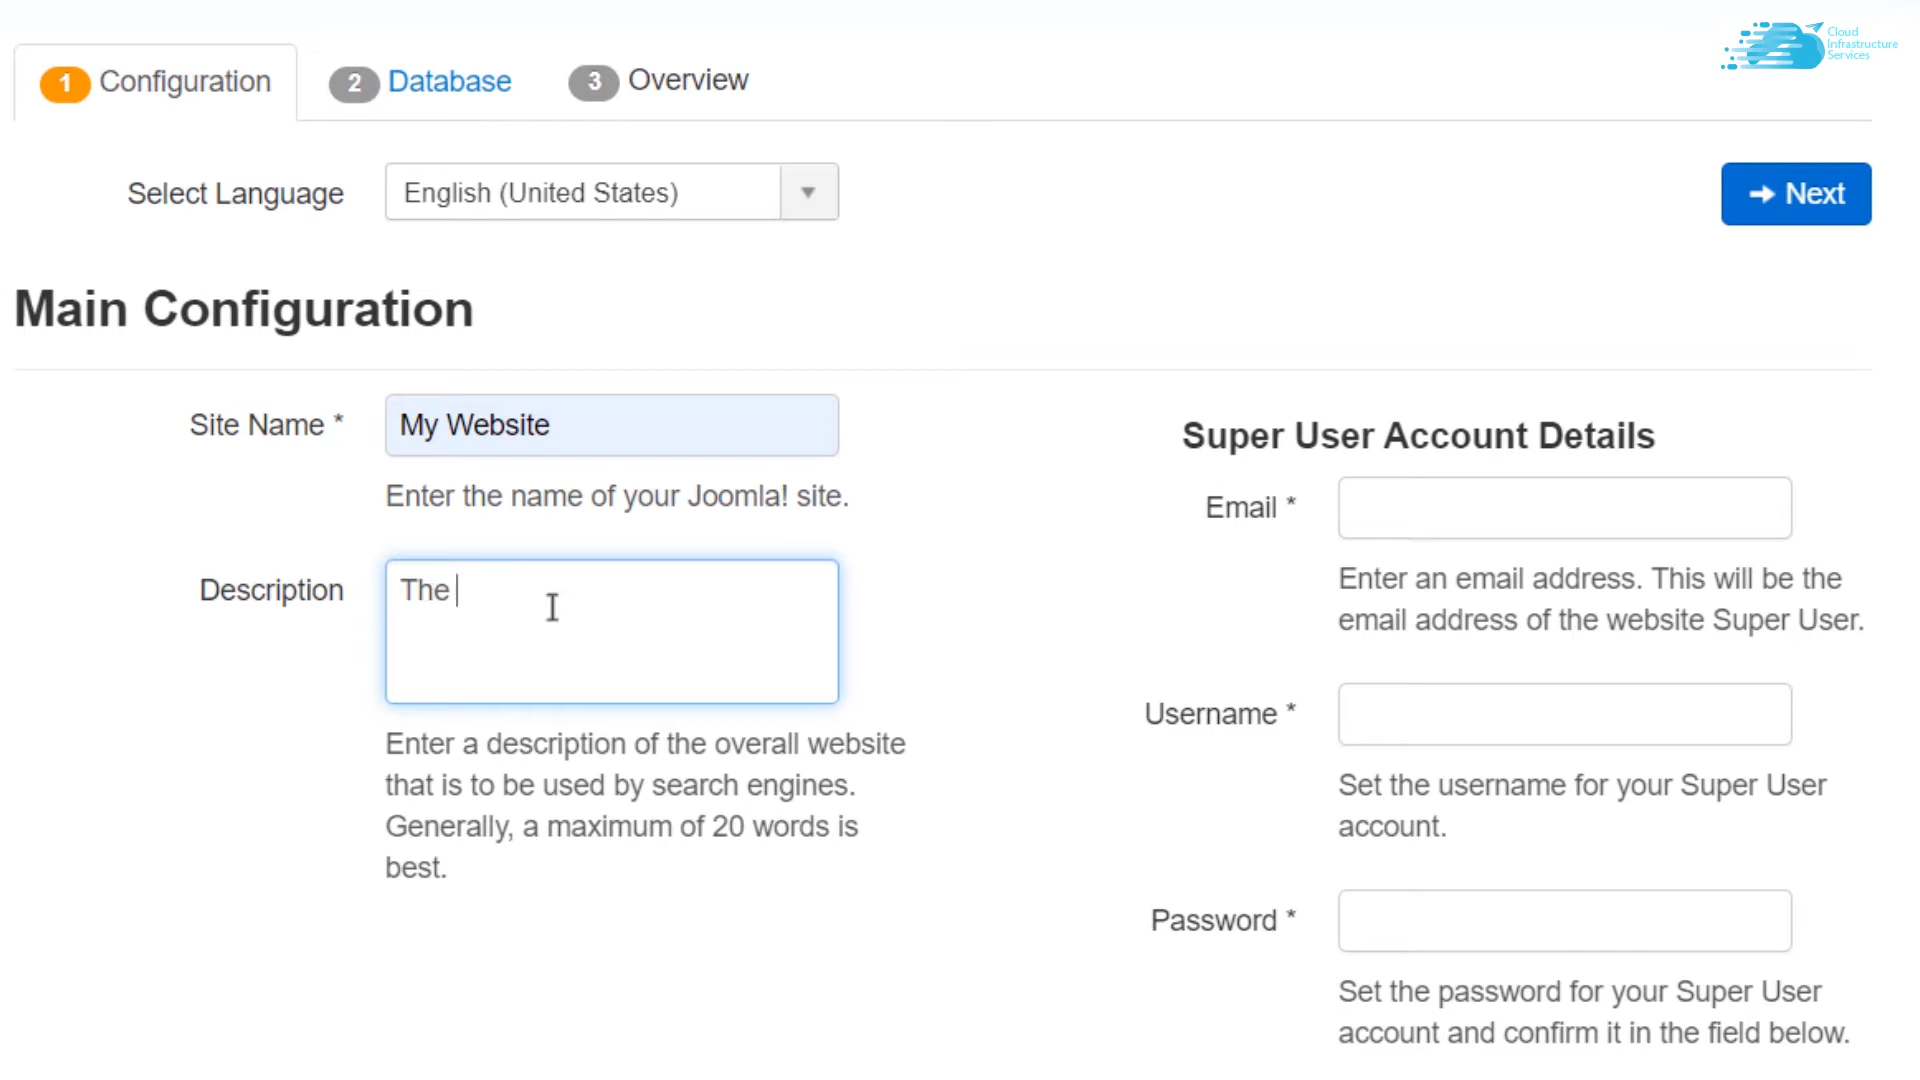 1 Configuration
2 Database
3 Overview
Cloud
Infrastructure
Services
Select Language
English (United States)
Next
Main Configuration
Site Name *
My Website
Enter the name of your Joomla! site.
Description
The
Enter a description of the overall website
that is to be used by search engines.
Generally, a maximum of 20 words is
best.
Super User Account Details
Email *
Enter an email address. This will be the
email address of the website Super User.
Username *
Set the username for your Super User
account.
Password *
Set the password for your Super User
account and confirm it in the field below.